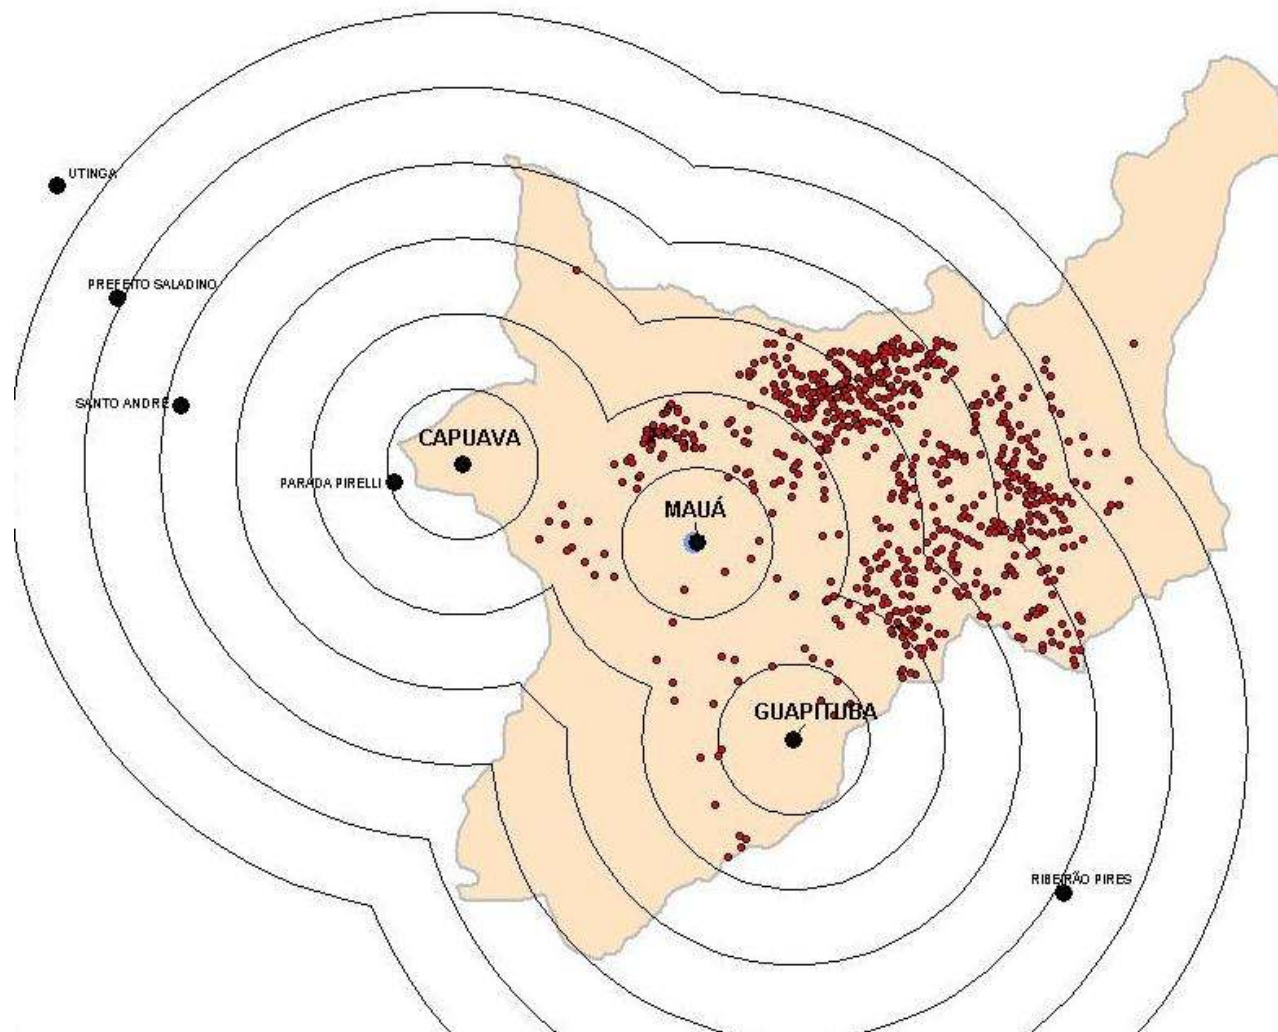 UTINGA
PREFEITO SALADINO
SANTO ANDRÉ
CAPUAVA
PARADA PIRELLI
MAUÁ
GUAPITUBA
RIBEIRÃO PIRES